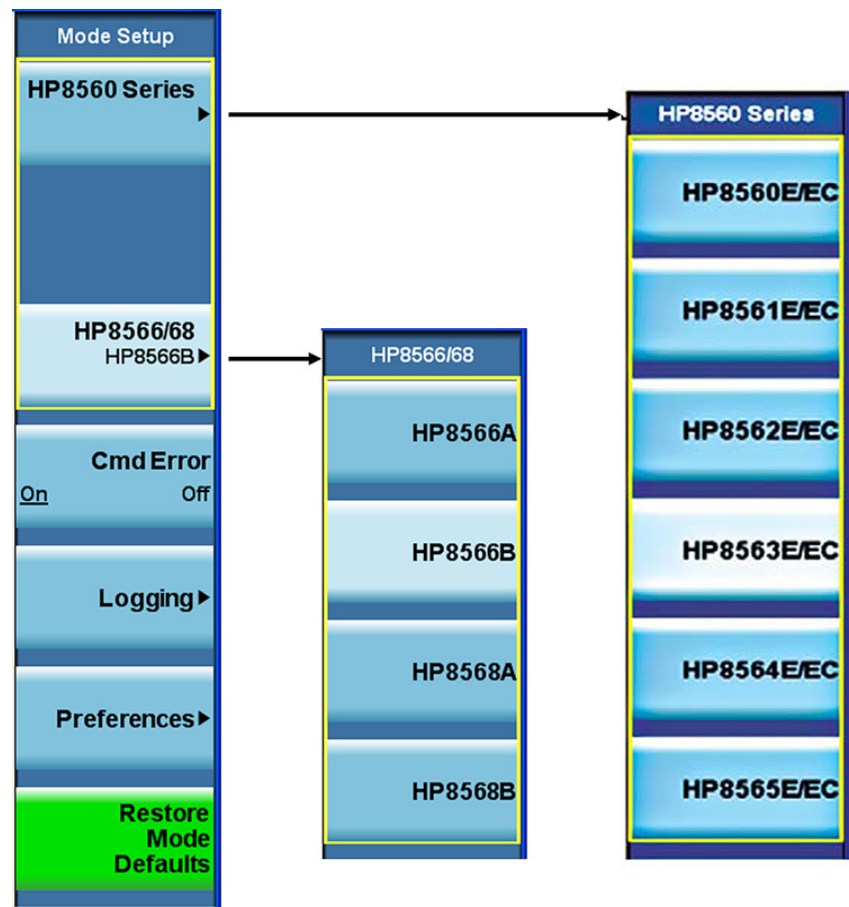 Mode Setup
HP8560 Series
HP8566/68
HP8566B
Cmd Error
On Off
Logging
Preferences
Restore
Mode
Defaults
HP8566/68
HP8566A
HP8566B
HP8568A
HP8568B
HP8560 Series
HP8560E/EC
HP8561E/EC
HP8562E/EC
HP8563E/EC
HP8564E/EC
HP8565E/EC